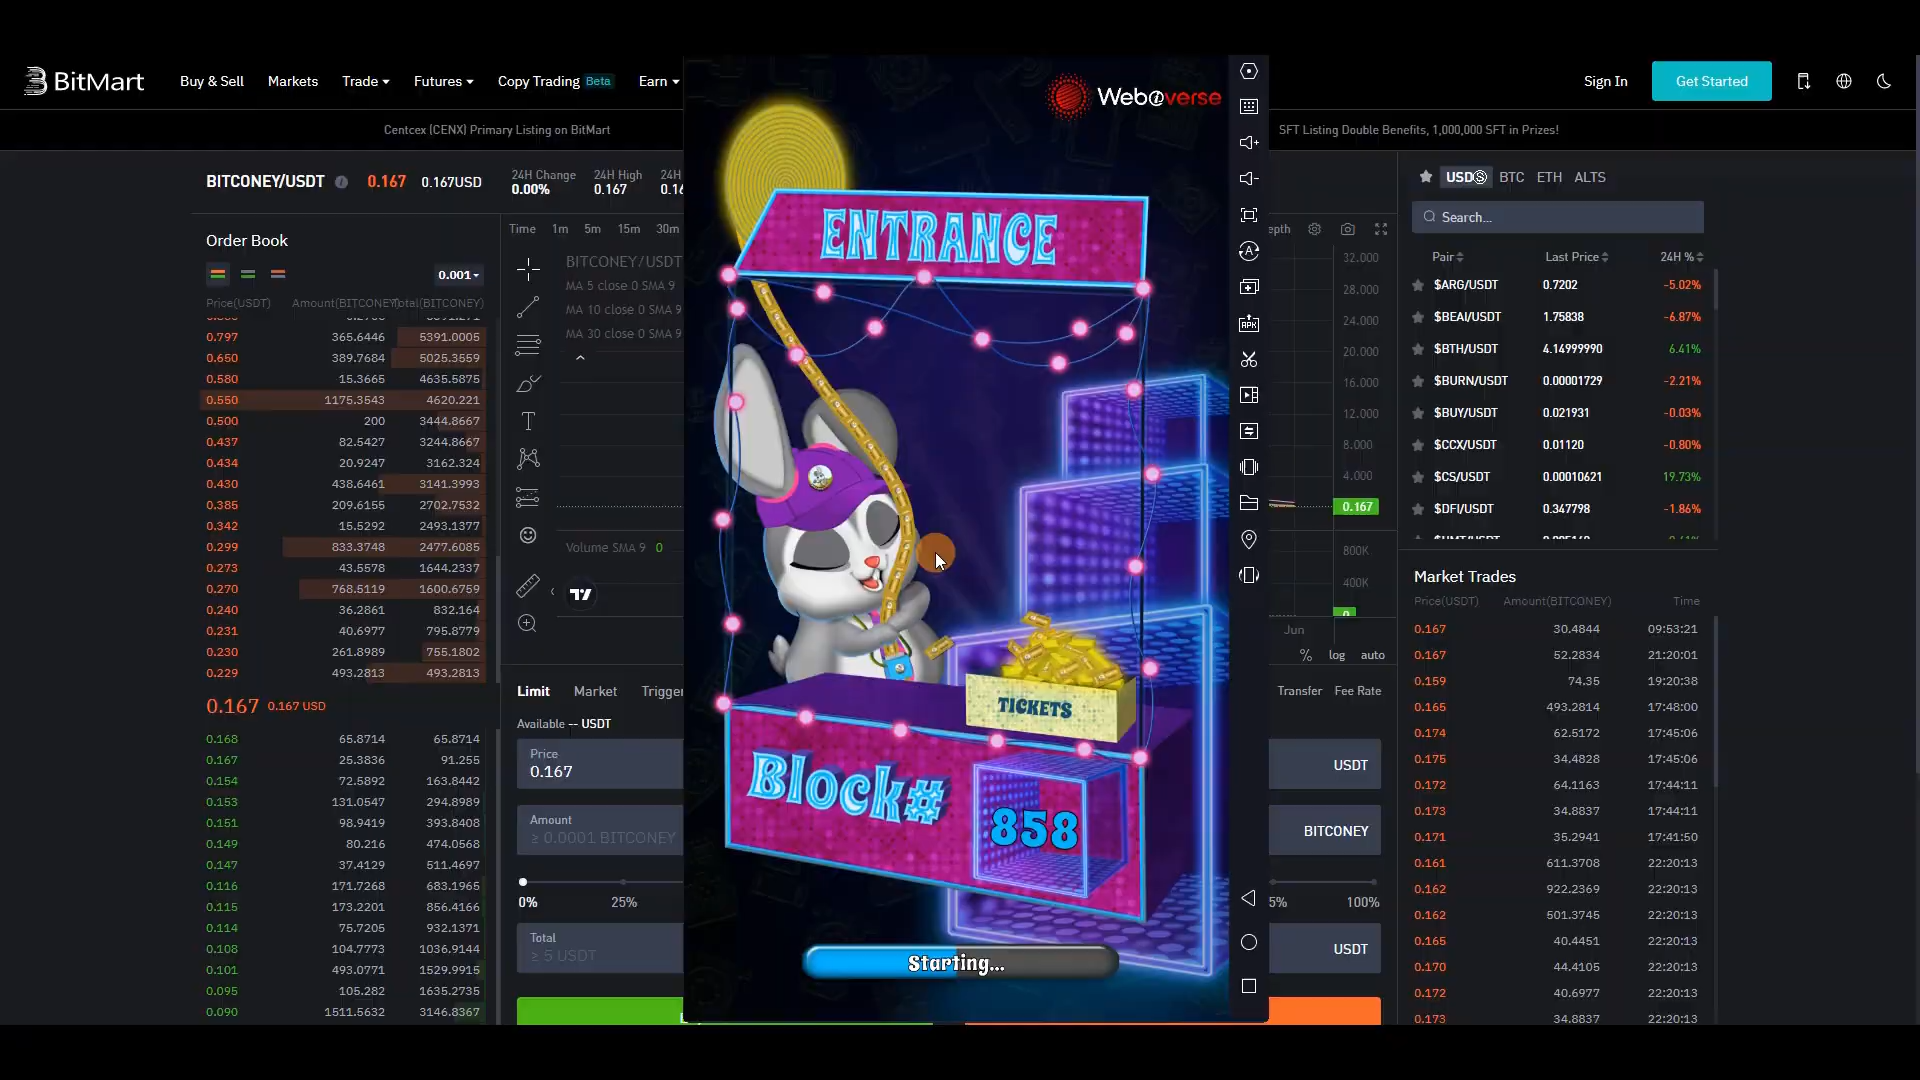 BitMart
Buy & Sell
Markets
Trade
Futures
Copy Trading Beta
Earn
Sign In
Get Started
Centcex (CENX) Primary Listing on BitMart
SFT Listing Double Benefits, 1,000,000 SFT in Prizes!
BITCONEY/USDT
0.167
0.167USD
24H Change
0.00%
24H High
0.167
24H
Order Book
0.001
Price(USDT) Amount(BITCONEY) Total(BITCONEY)
0.797 365.6446 5391.0005
0.650 389.7684 5025.3559
0.580 15.3665 4635.5875
0.550 1175.3543 4620.221
0.500 200 3444.8667
0.437 82.5427 3244.8667
0.434 20.9247 3162.324
0.430 438.6461 3141.3993
0.385 209.6155 2702.7532
0.342 15.5292 2493.1377
0.299 833.3748 2477.6085
0.273 43.5578 1644.2337
0.270 768.5119 1600.6759
0.240 36.2861 832.164
0.231 40.6977 795.8779
0.230 261.8989 755.1802
0.229 493.2813 493.2813
0.167 0.167 USD
0.168 65.8714 65.8714
0.167 25.3836 91.255
0.154 72.5892 163.8442
0.153 131.0547 294.8989
0.151 98.9419 393.8408
0.149 80.216 474.0568
0.147 37.4129 511.4697
0.116 171.7268 683.1965
0.115 173.2201 856.4166
0.114 75.7205 932.1371
0.108 104.7773 1036.9144
0.101 493.0771 1529.9915
0.095 105.282 1635.2735
0.090 1511.5632 3146.8367
Time 1m 5m 15m 30m
BITCONEY/USDT
MA 5 close 0 SMA 9
MA 10 close 0 SMA 9
MA 30 close 0 SMA 9
Volume SMA 9 0
Limit Market Trigger
Available -- USDT
Price
0.167
Amount
≥ 0.0001 BITCONEY
0% 25%
Total
≥ 5 USDT
Web@verse
ENTRANCE
TICKETS
Block#
858
Starting...
APK
epth
32.000
28.000
24.000
20.000
16.000
12.000
8.000
4.000
0.167
800K
400K
0
Jun
% log auto
Transfer Fee Rate
USDT
BITCONEY
5% 100%
USDT
USDⓈ BTC ETH ALTS
Search...
Pair Last Price 24H %
$ARG/USDT 0.7202 -5.02%
$BEAI/USDT 1.75838 -6.87%
$BTH/USDT 4.14999990 6.41%
$BURN/USDT 0.00001729 -2.21%
$BUY/USDT 0.021931 -0.03%
$CCX/USDT 0.01120 -0.80%
$CS/USDT 0.00010621 19.73%
$DFI/USDT 0.347798 -1.86%
Market Trades
Price(USDT) Amount(BITCONEY) Time
0.167 30.4844 09:53:21
0.167 52.2834 21:20:01
0.159 74.35 19:20:38
0.165 493.2814 17:48:00
0.174 62.5172 17:45:06
0.175 34.4828 17:45:06
0.172 64.1163 17:44:11
0.173 34.8837 17:44:11
0.171 35.2941 17:41:50
0.161 611.3708 22:20:13
0.162 922.2369 22:20:13
0.162 501.3745 22:20:13
0.165 40.4451 22:20:13
0.170 44.4105 22:20:13
0.172 40.6977 22:20:13
0.173 34.8837 22:20:13